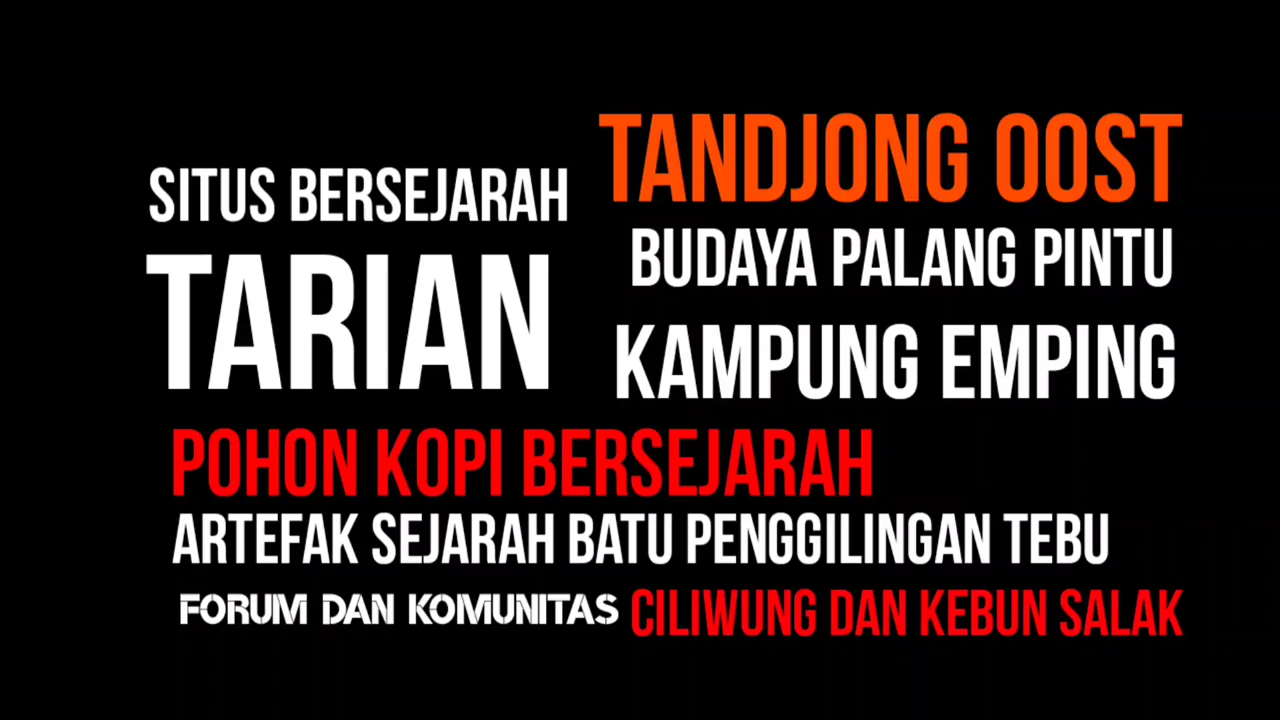 SITUS BERSEJARAH
TARIAN
TANDJONG OOST
BUDAYA PALANG PINTU
KAMPUNG EMPING
POHON KOPI BERSEJARAH
ARTEFAK SEJARAH BATU PENGGILINGAN TEBU
FORUM DAN KOMUNITAS
CILIWUNG DAN KEBUN SALAK